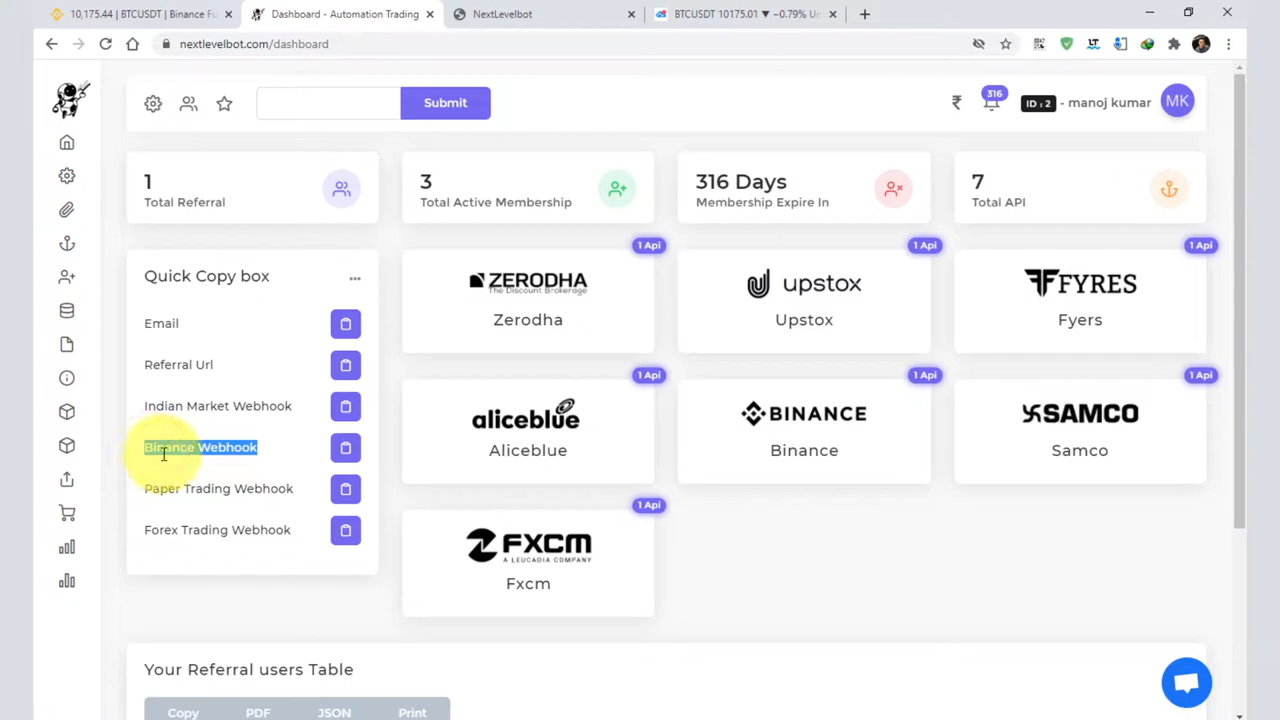 10,175.44 | BTCUSDT | Binance Fu
Dashboard - Automation Trading
NextLevelbot
BTCUSDT 10175.01 ▼ −0.79% Un
nextlevelbot.com/dashboard
Submit
316
ID : 2 - manoj kumar
MK
1
Total Referral
3
Total Active Membership
316 Days
Membership Expire In
7
Total API
Quick Copy box
Email
Referral Url
Indian Market Webhook
Binance Webhook
Paper Trading Webhook
Forex Trading Webhook
1 Api
ZERODHA
The Discount Brokerage
Zerodha
1 Api
upstox
Upstox
1 Api
FYRES
Fyers
1 Api
aliceblue
Aliceblue
1 Api
BINANCE
Binance
1 Api
SAMCO
Samco
1 Api
FXCM
A LEUCADIA COMPANY
Fxcm
Your Referral users Table
Copy PDF JSON Print